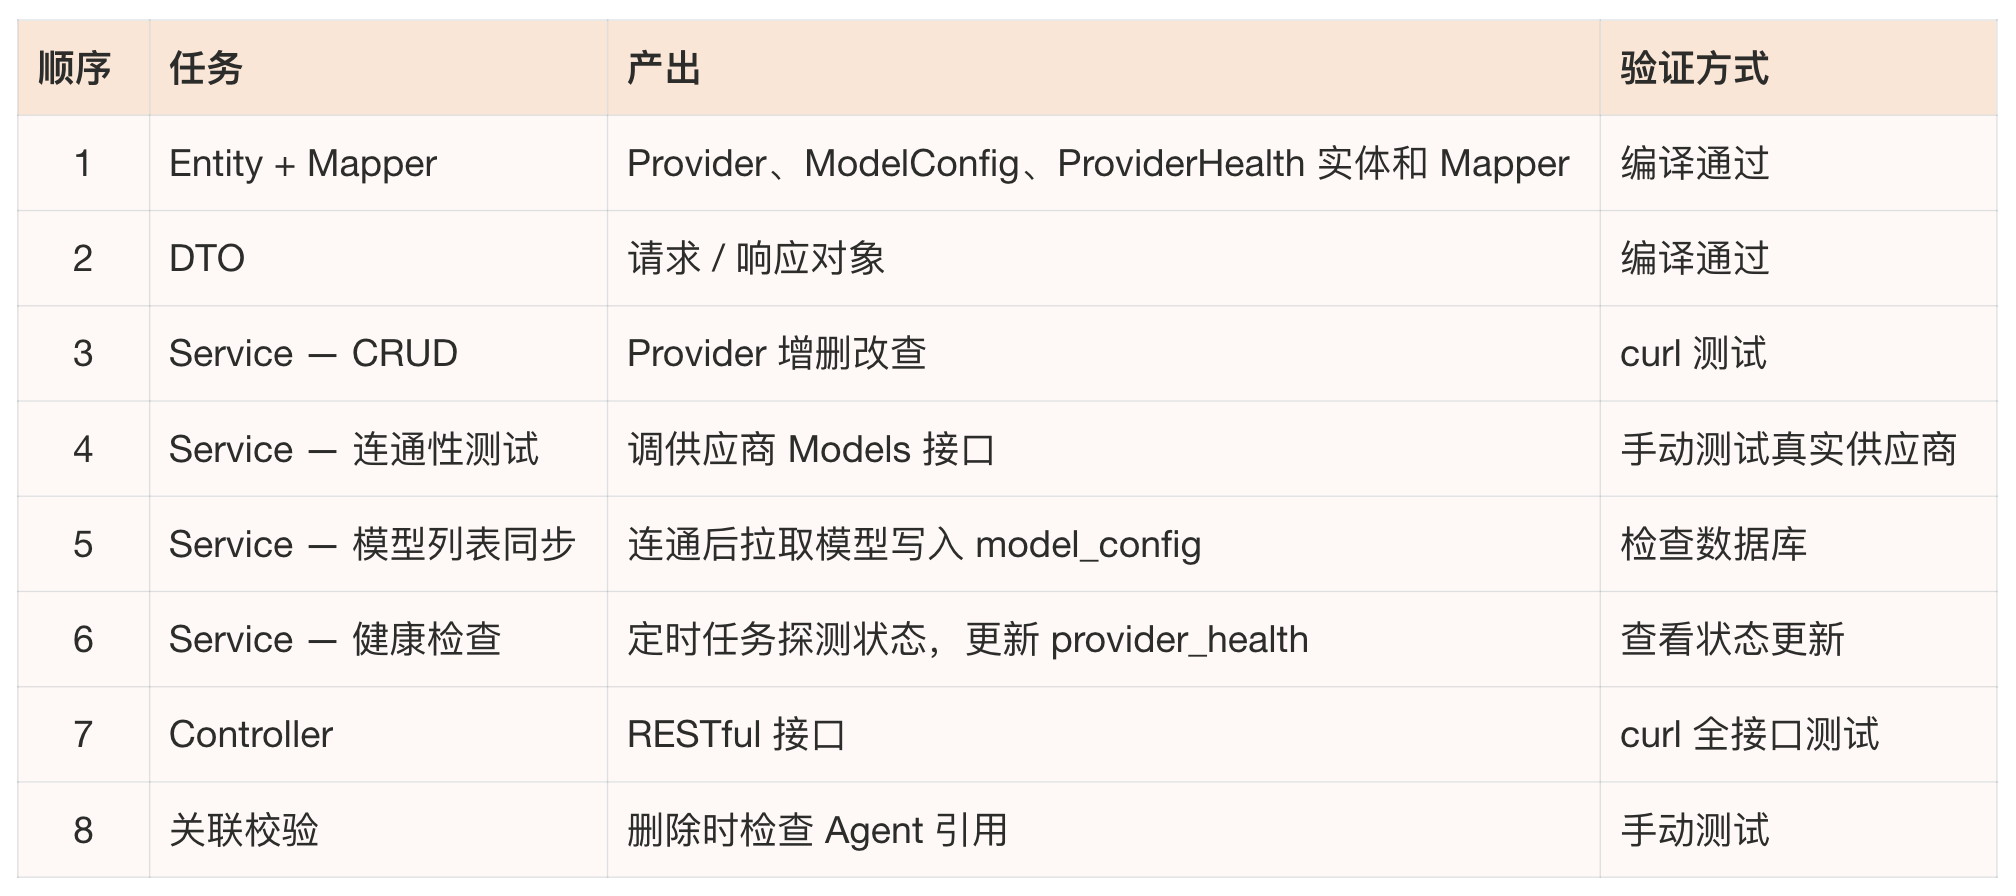 顺序 任务 产出 验证方式
1 Entity + Mapper Provider、ModelConfig、ProviderHealth 实体和 Mapper 编译通过
2 DTO 请求 / 响应对象 编译通过
3 Service — CRUD Provider 增删改查 curl 测试
4 Service — 连通性测试 调供应商 Models 接口 手动测试真实供应商
5 Service — 模型列表同步 连通后拉取模型写入 model_config 检查数据库
6 Service — 健康检查 定时任务探测状态，更新 provider_health 查看状态更新
7 Controller RESTful 接口 curl 全接口测试
8 关联校验 删除时检查 Agent 引用 手动测试